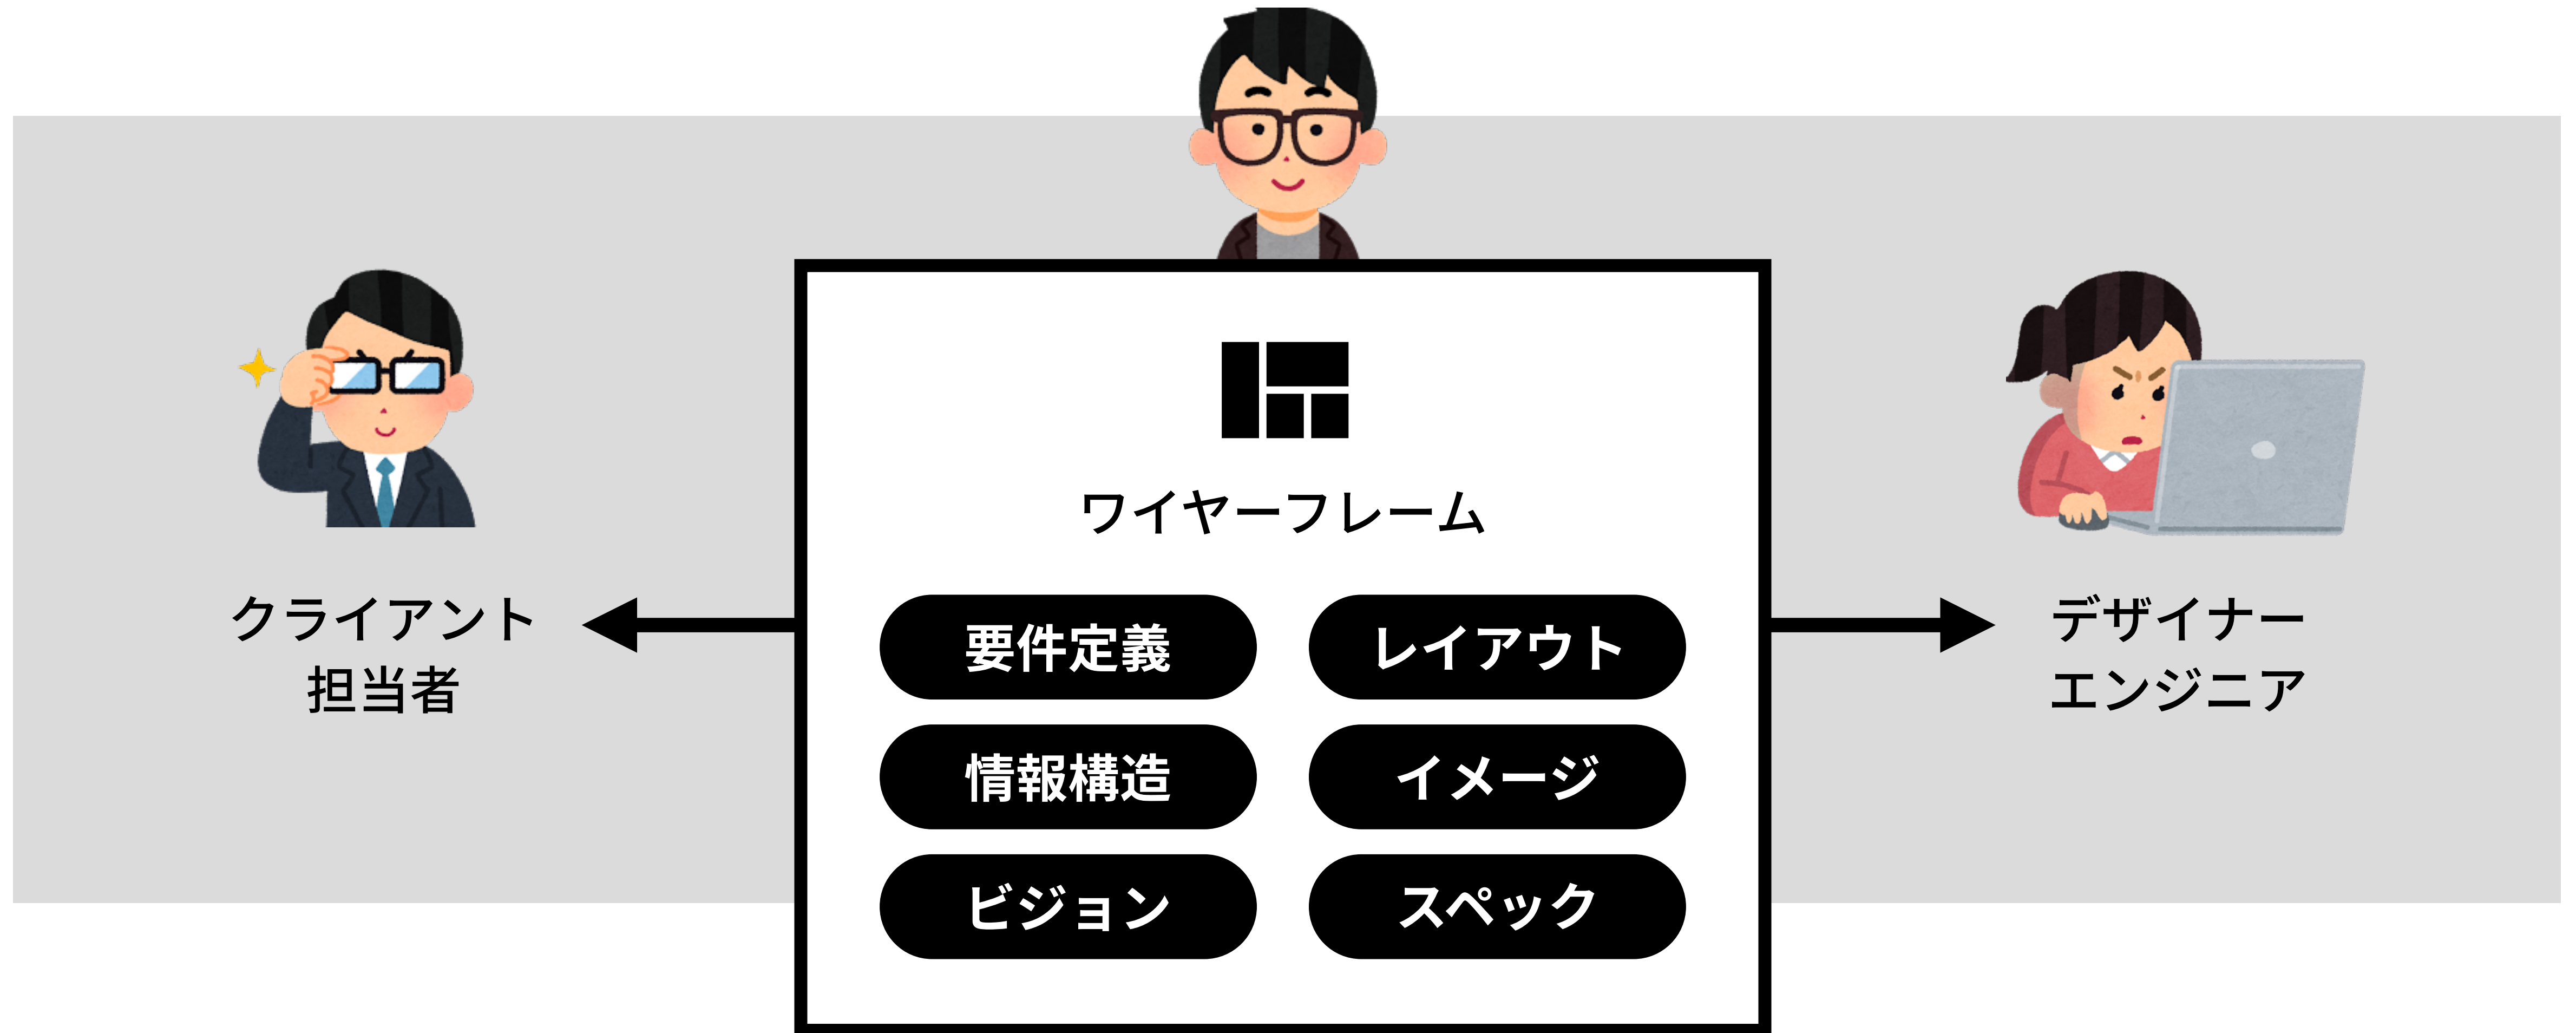 ワイヤーフレーム
クライアント
担当者
要件定義
レイアウト
情報構造
イメージ
ビジョン
スペック
デザイナー
エンジニア